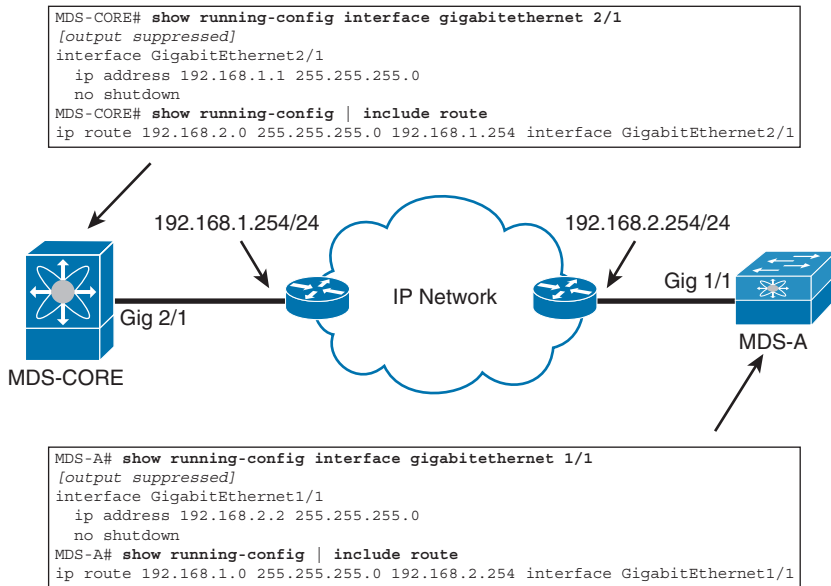 MDS-CORE# show running-config interface gigabitethernet 2/1
[output suppressed]
interface GigabitEthernet2/1
  ip address 192.168.1.1 255.255.255.0
  no shutdown
MDS-CORE# show running-config | include route
ip route 192.168.2.0 255.255.255.0 192.168.1.254 interface GigabitEthernet2/1
192.168.1.254/24
192.168.2.254/24
IP Network
Gig 2/1
Gig 1/1
MDS-CORE
MDS-A
MDS-A# show running-config interface gigabitethernet 1/1
[output suppressed]
interface GigabitEthernet1/1
  ip address 192.168.2.2 255.255.255.0
  no shutdown
MDS-A# show running-config | include route
ip route 192.168.1.0 255.255.255.0 192.168.2.254 interface GigabitEthernet1/1